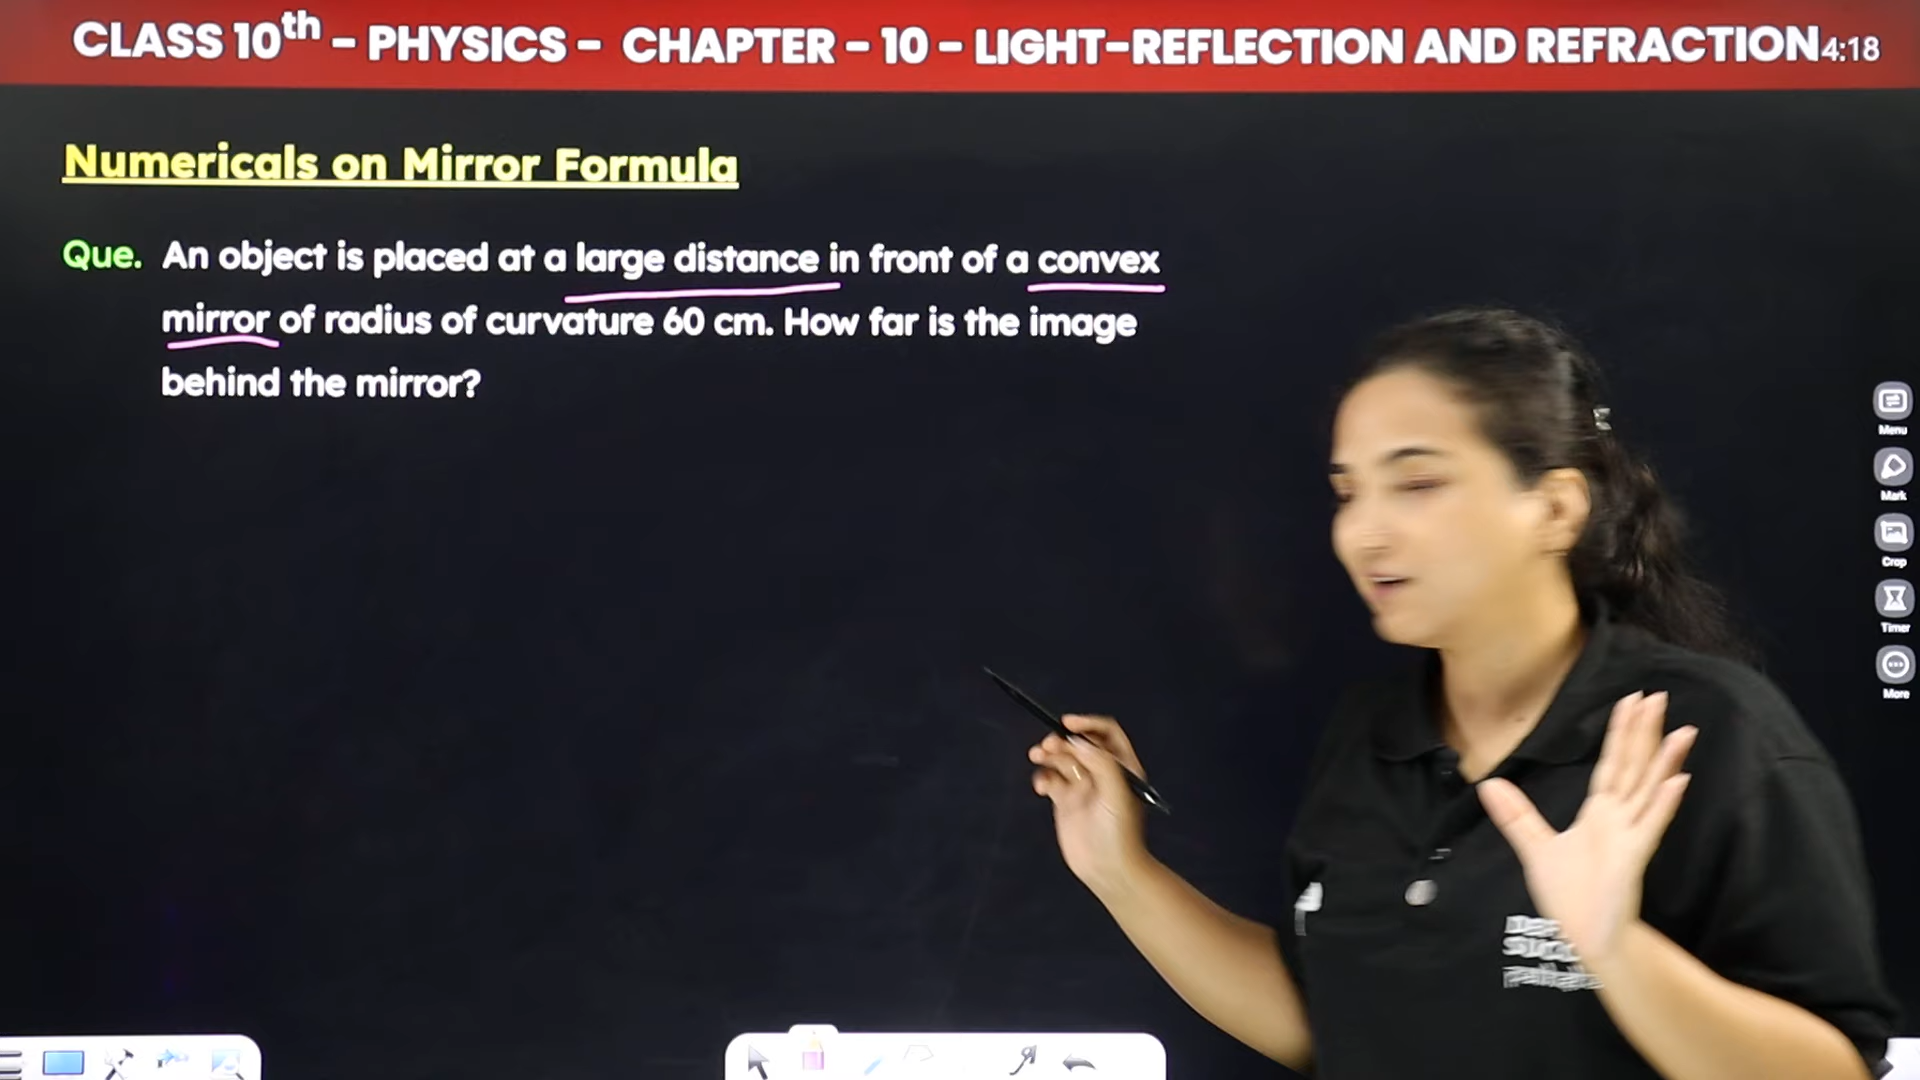 CLASS 10th – PHYSICS – CHAPTER – 10 – LIGHT-REFLECTION AND REFRACTION 4:18
Numericals on Mirror Formula
Que. An object is placed at a large distance in front of a convex
mirror of radius of curvature 60 cm. How far is the image
behind the mirror?
Menu
Mark
Crop
Timer
More